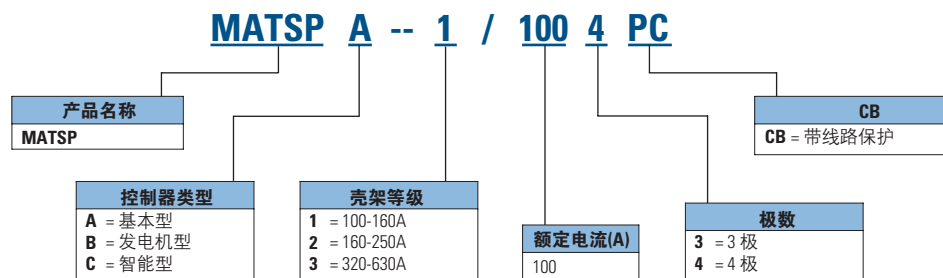 MATSP A -- 1 / 100 4 PC
产品名称
MATSP
CB
CB = 带线路保护
控制器类型
A = 基本型
B = 发电机型
C = 智能型
壳架等级
1 = 100-160A
2 = 160-250A
3 = 320-630A
额定电流(A)
100
极数
3 = 3 极
4 = 4 极